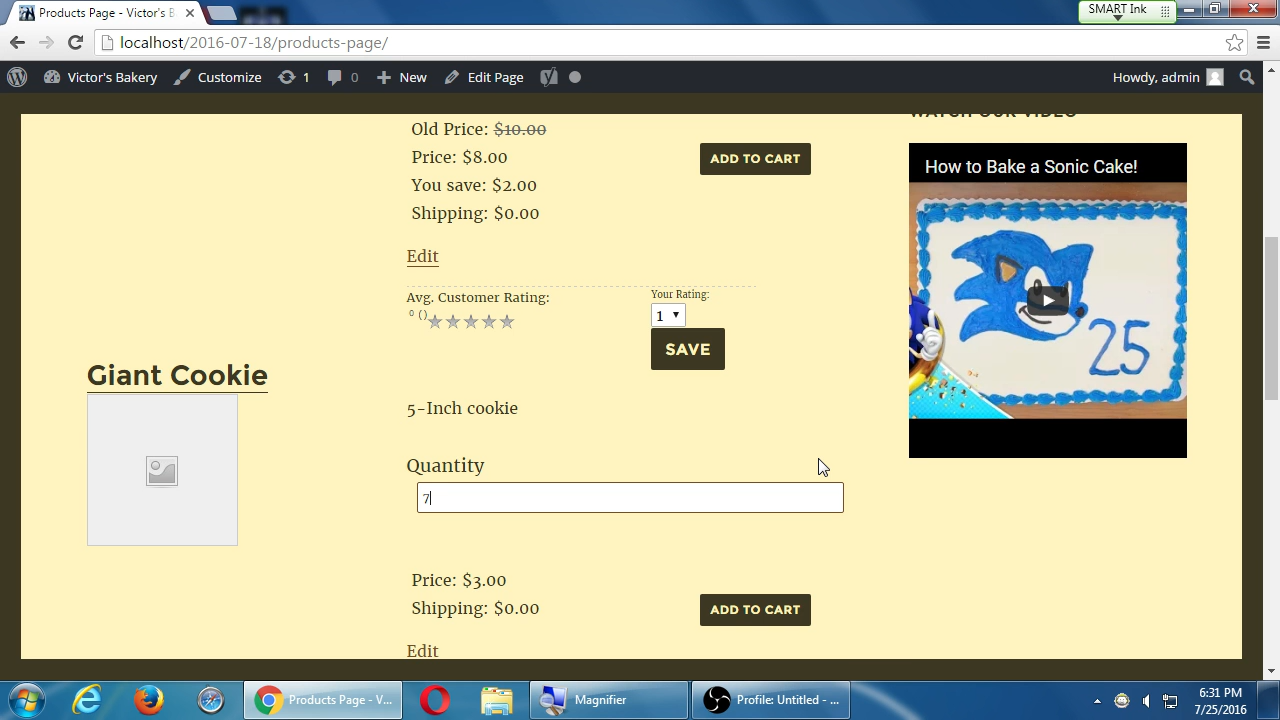 Products Page - Victor's B
SMART Ink
localhost/2016-07-18/products-page/
Victor's Bakery Customize 1 0 New Edit Page Howdy, admin
Old Price: $10.00
Price: $8.00
ADD TO CART
You save: $2.00
Shipping: $0.00
Edit
Avg. Customer Rating:
0 ()
Your Rating:
1
SAVE
Giant Cookie
5-Inch cookie
Quantity
7
Price: $3.00
Shipping: $0.00
ADD TO CART
Edit
WATCH OUR VIDEO
How to Bake a Sonic Cake!
25
Products Page - V...
Magnifier
Profile: Untitled - ...
6:31 PM
7/25/2016